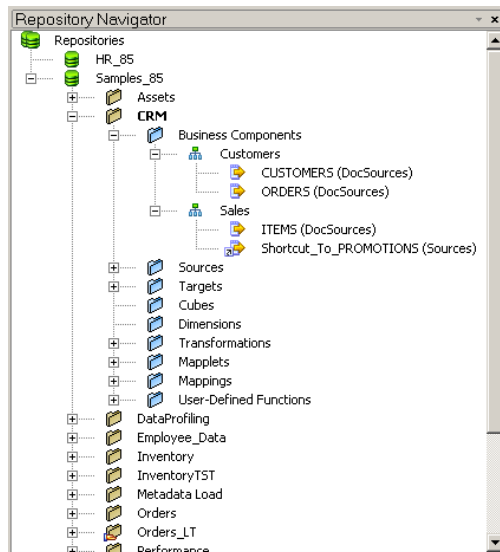 Repository Navigator
Repositories
HR_85
Samples_85
Assets
CRM
Business Components
Customers
CUSTOMERS (DocSources)
ORDERS (DocSources)
Sales
ITEMS (DocSources)
Shortcut_To_PROMOTIONS (Sources)
Sources
Targets
Cubes
Dimensions
Transformations
Mapplets
Mappings
User-Defined Functions
DataProfiling
Employee_Data
Inventory
InventoryTST
Metadata Load
Orders
Orders_LT
Performance